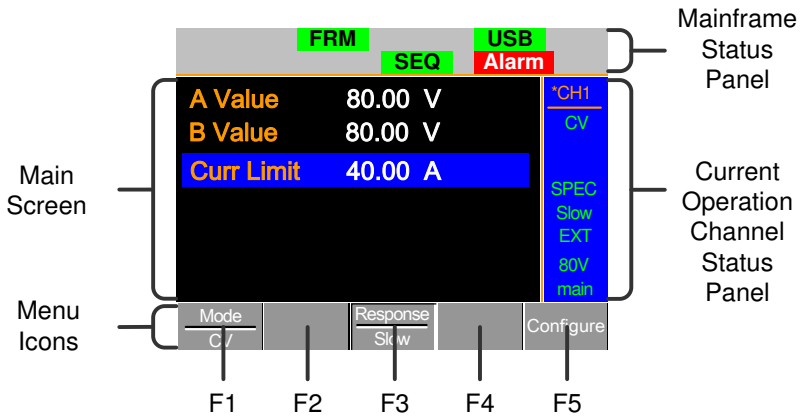 Mainframe
Status
Panel
FRM USB
SEQ Alarm
Main
Screen
A Value 80.00 V
B Value 80.00 V
Curr Limit 40.00 A
*CH1
CV
SPEC
Slow
EXT
80V
main
Current
Operation
Channel
Status
Panel
Menu
Icons
Mode
CV
Response
Slow
Configure
F1 F2 F3 F4 F5